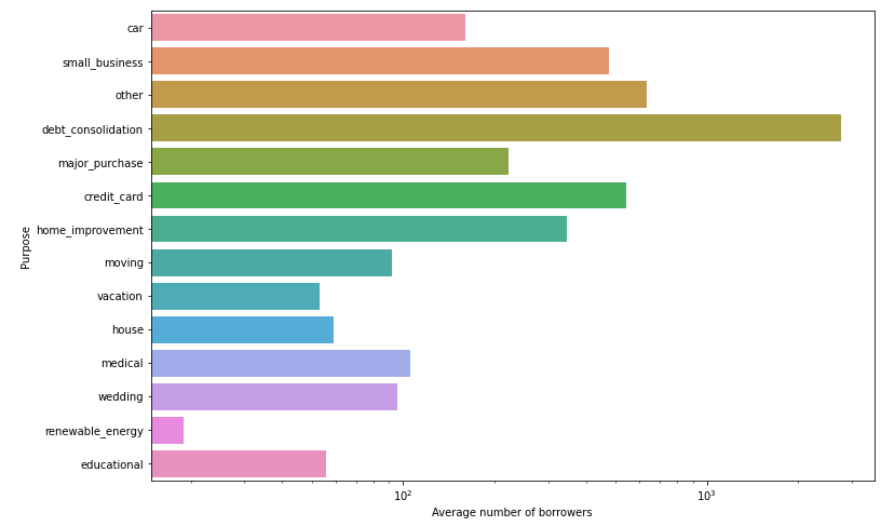 car
small_business
other
debt_consolidation
major_purchase
credit_card
home_improvement
moving
vacation
house
medical
wedding
renewable_energy
educational
Purpose
10²
10³
Average number of borrowers